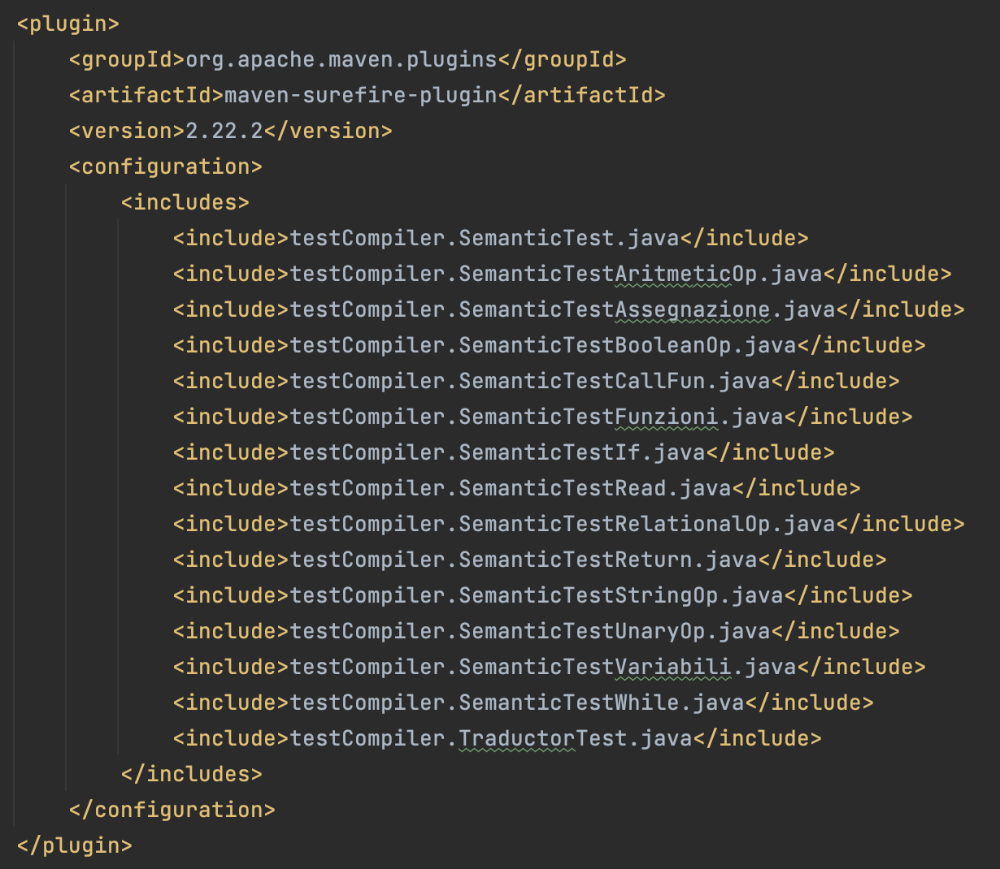 <plugin>
<groupId>org.apache.maven.plugins</groupId>
<artifactId>maven-surefire-plugin</artifactId>
<version>2.22.2</version>
<configuration>
<includes>
<include>testCompiler.SemanticTest.java</include>
<include>testCompiler.SemanticTestAritmeticOp.java</include>
<include>testCompiler.SemanticTestAssegnazione.java</include>
<include>testCompiler.SemanticTestBooleanOp.java</include>
<include>testCompiler.SemanticTestCallFun.java</include>
<include>testCompiler.SemanticTestFunzioni.java</include>
<include>testCompiler.SemanticTestIf.java</include>
<include>testCompiler.SemanticTestRead.java</include>
<include>testCompiler.SemanticTestRelationalOp.java</include>
<include>testCompiler.SemanticTestReturn.java</include>
<include>testCompiler.SemanticTestStringOp.java</include>
<include>testCompiler.SemanticTestUnaryOp.java</include>
<include>testCompiler.SemanticTestVariabili.java</include>
<include>testCompiler.SemanticTestWhile.java</include>
<include>testCompiler.TraductorTest.java</include>
</includes>
</configuration>
</plugin>